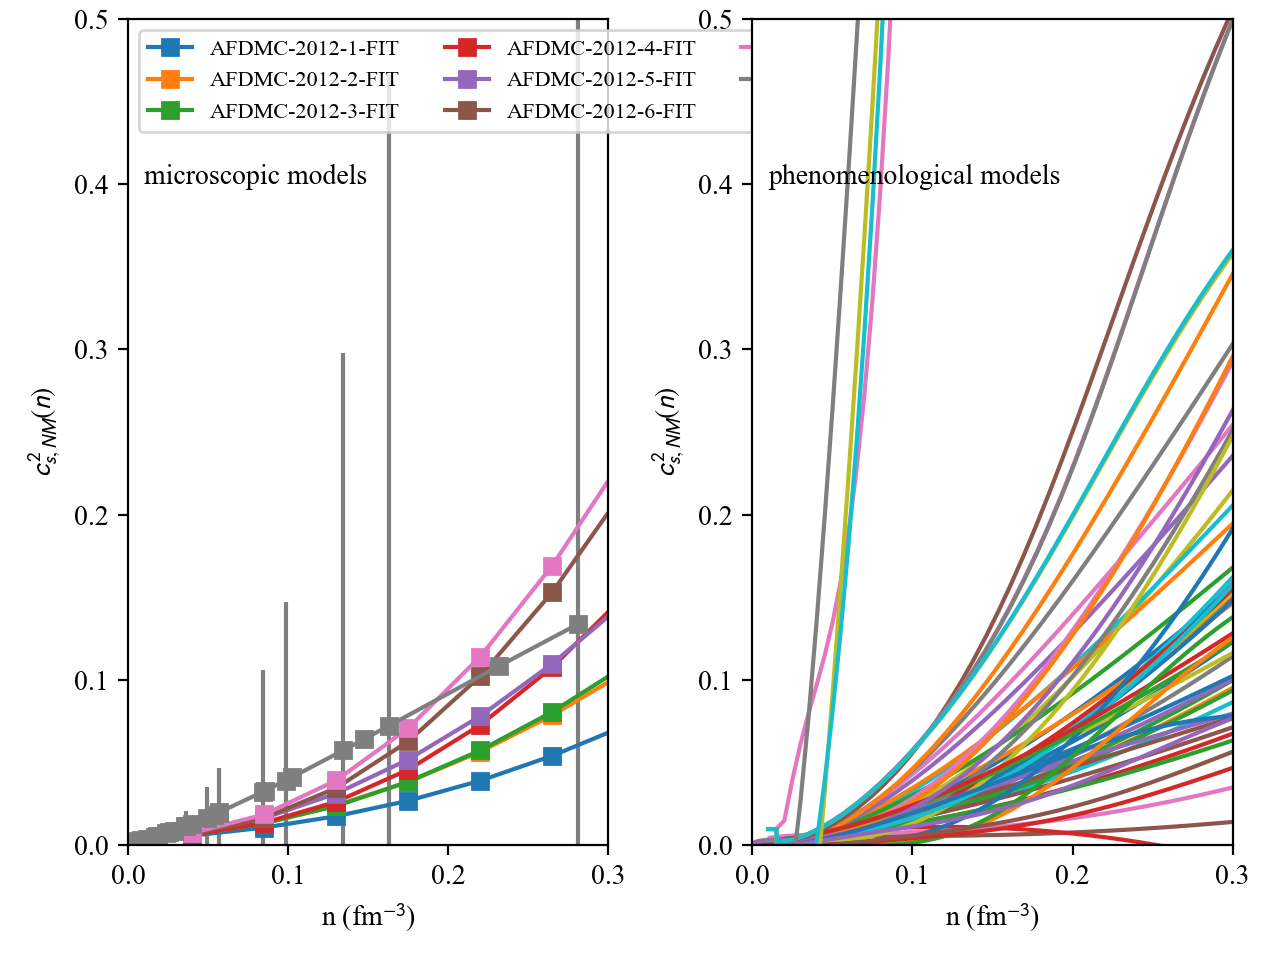 0.5
0.4
0.3
0.2
0.1
0.0
0.0 0.1 0.2 0.3
n (fm⁻³)
c²ₛ,NM(n)
AFDMC-2012-1-FIT
AFDMC-2012-2-FIT
AFDMC-2012-3-FIT
AFDMC-2012-4-FIT
AFDMC-2012-5-FIT
AFDMC-2012-6-FIT
microscopic models
0.5
0.4
0.3
0.2
0.1
0.0
0.0 0.1 0.2 0.3
n (fm⁻³)
c²ₛ,NM(n)
phenomenological models